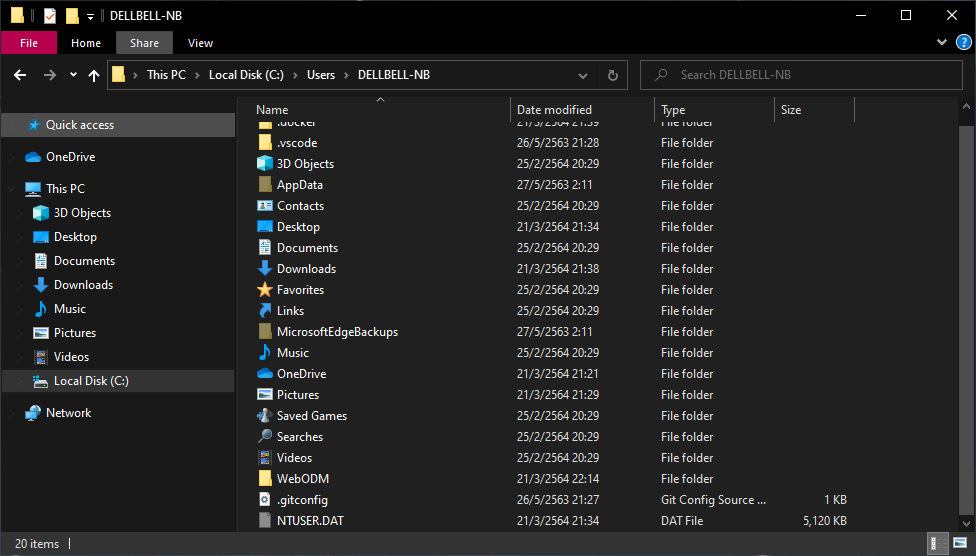 DELLBELL-NB
File Home Share View
This PC Local Disk (C:) Users DELLBELL-NB
Search DELLBELL-NB
Quick access
OneDrive
This PC
3D Objects
Desktop
Documents
Downloads
Music
Pictures
Videos
Local Disk (C:)
Network
Name Date modified Type Size
.docker 21/3/2564 21:39 File folder
.vscode 26/5/2563 21:28 File folder
3D Objects 25/2/2564 20:29 File folder
AppData 27/5/2563 2:11 File folder
Contacts 25/2/2564 20:29 File folder
Desktop 21/3/2564 21:34 File folder
Documents 25/2/2564 20:29 File folder
Downloads 21/3/2564 21:38 File folder
Favorites 25/2/2564 20:29 File folder
Links 25/2/2564 20:29 File folder
MicrosoftEdgeBackups 27/5/2563 2:11 File folder
Music 25/2/2564 20:29 File folder
OneDrive 21/3/2564 21:21 File folder
Pictures 21/3/2564 21:29 File folder
Saved Games 25/2/2564 20:29 File folder
Searches 25/2/2564 20:29 File folder
Videos 25/2/2564 20:29 File folder
WebODM 21/3/2564 22:14 File folder
.gitconfig 26/5/2563 21:27 Git Config Source ... 1 KB
NTUSER.DAT 21/3/2564 21:34 DAT File 5,120 KB
20 items